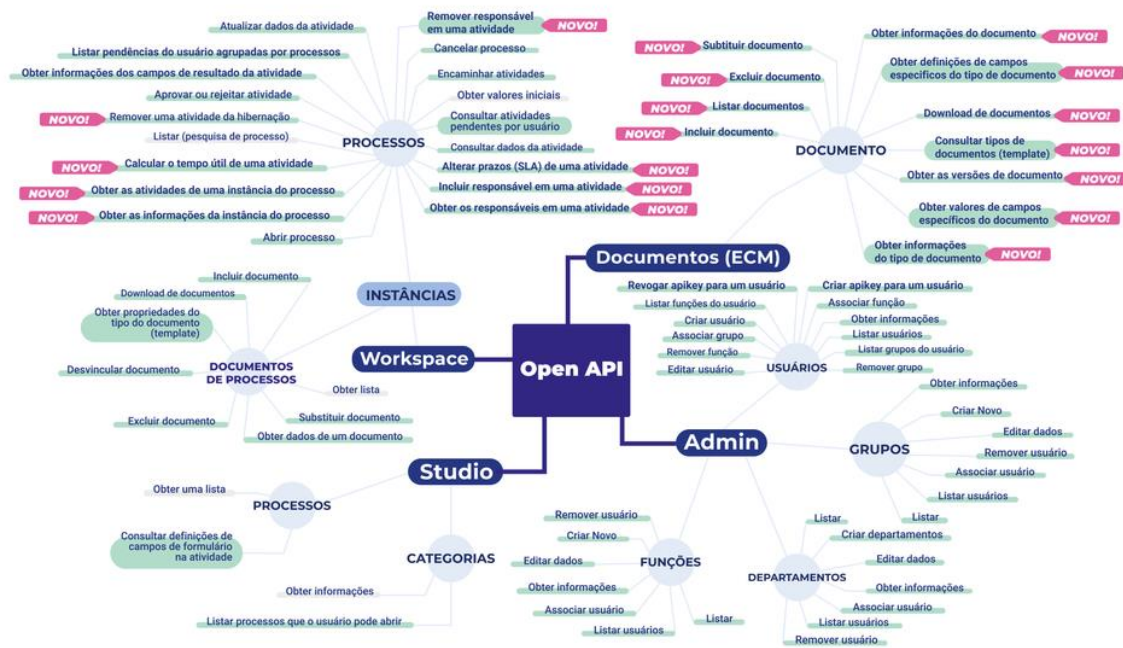 Atualizar dados da atividade
Listar pendências do usuário agrupadas por processos
Obter informações dos campos de resultado da atividade
Aprovar ou rejeitar atividade
NOVO! Remover uma atividade da hibernação
Listar (pesquisa de processo)
NOVO! Calcular o tempo útil de uma atividade
NOVO! Obter as atividades de uma instância do processo
NOVO! Obter as informações da instância do processo
Abrir processo
PROCESSOS
Remover responsável
em uma atividade NOVO!
Cancelar processo
Encaminhar atividades
Obter valores iniciais
Consultar atividades
pendentes por usuário
Consultar dados da atividade
Alterar prazos (SLA) de uma atividade NOVO!
Incluir responsável em uma atividade NOVO!
Obter os responsáveis em uma atividade NOVO!
NOVO! Subtituir documento
NOVO! Excluir documento
NOVO! Listar documentos
NOVO! Incluir documento
DOCUMENTO
Obter informações do documento NOVO!
Obter definições de campos
especificos do tipo de documento NOVO!
Download de documentos NOVO!
Consultar tipos de
documentos (template) NOVO!
Obter as versões de documento NOVO!
Obter valores de campos
específicos do documento NOVO!
Obter informações
do tipo de documento NOVO!
Documentos (ECM)
INSTÂNCIAS
Workspace
Open API
Incluir documento
Download de documentos
Obter propriedades do
tipo do documento
(template)
Desvincular documento
DOCUMENTOS
DE PROCESSOS
Obter lista
Excluir documento
Substituir documento
Obter dados de um documento
Revogar apikey para um usuário
Listar funções do usuário
Criar usuário
Associar grupo
Remover função
Editar usuário
USUÁRIOS
Criar apikey para um usuário
Associar função
Obter informações
Listar usuários
Listar grupos do usuário
Remover grupo
Admin
GRUPOS
Obter informações
Criar Novo
Editar dados
Remover usuário
Associar usuário
Listar usuários
Listar
Studio
Obter uma lista
PROCESSOS
Consultar definições de
campos de formulário
na atividade
CATEGORIAS
Obter informações
Listar processos que o usuário pode abrir
Remover usuário
Criar Novo
Editar dados
FUNÇÕES
Obter informações
Associar usuário
Listar usuários
Listar
Listar
Criar departamentos
Editar dados
DEPARTAMENTOS
Obter informações
Associar usuário
Listar usuários
Remover usuário